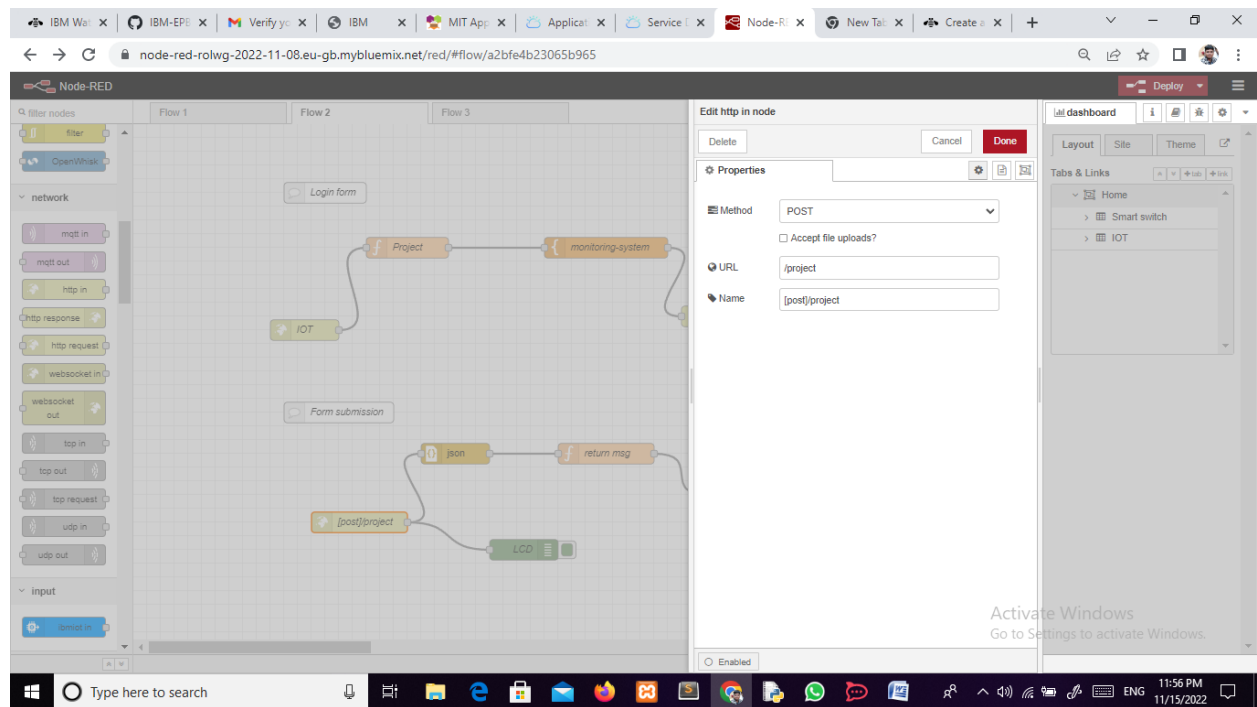 IBM Wat
IBM-EPB
Verify yo
IBM
MIT App
Applicat
Service D
Node-RE
New Tab
Create a
node-red-rolwg-2022-11-08.eu-gb.mybluemix.net/red/#flow/a2bfe4b23065b965
Node-RED
Deploy
filter nodes
Flow 1
Flow 2
Flow 3
Edit http in node
dashboard
filter
OpenWhisk
network
mqtt in
mqtt out
http in
http response
http request
websocket in
websocket
out
tcp in
tcp out
tcp request
udp in
udp out
input
ibmiot in
Login form
Project
monitoring-system
IOT
Form submission
json
return msg
[post]/project
LCD
Delete
Cancel
Done
Properties
Method
POST
Accept file uploads?
URL
/project
Name
[post]/project
Enabled
Layout
Site
Theme
Tabs & Links
+tab
+link
Home
Smart switch
IOT
Activate Windows
Go to Settings to activate Windows.
Type here to search
ENG
11:56 PM
11/15/2022